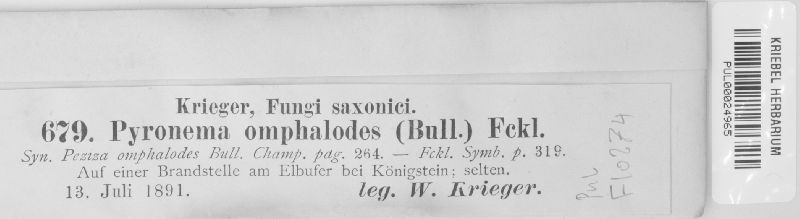 Krieger, Fungi saxonici.
679. Pyronema omphalodes (Bull.) Fckl.
Syn. Peziza omphalodes Bull. Champ. pag. 264. — Fckl. Symb. p. 319.
Auf einer Brandstelle am Elbufer bei Königstein; selten.
13. Juli 1891. leg. W. Krieger.
PUL
F10274
PUL00024965
KRIEBEL HERBARIUM